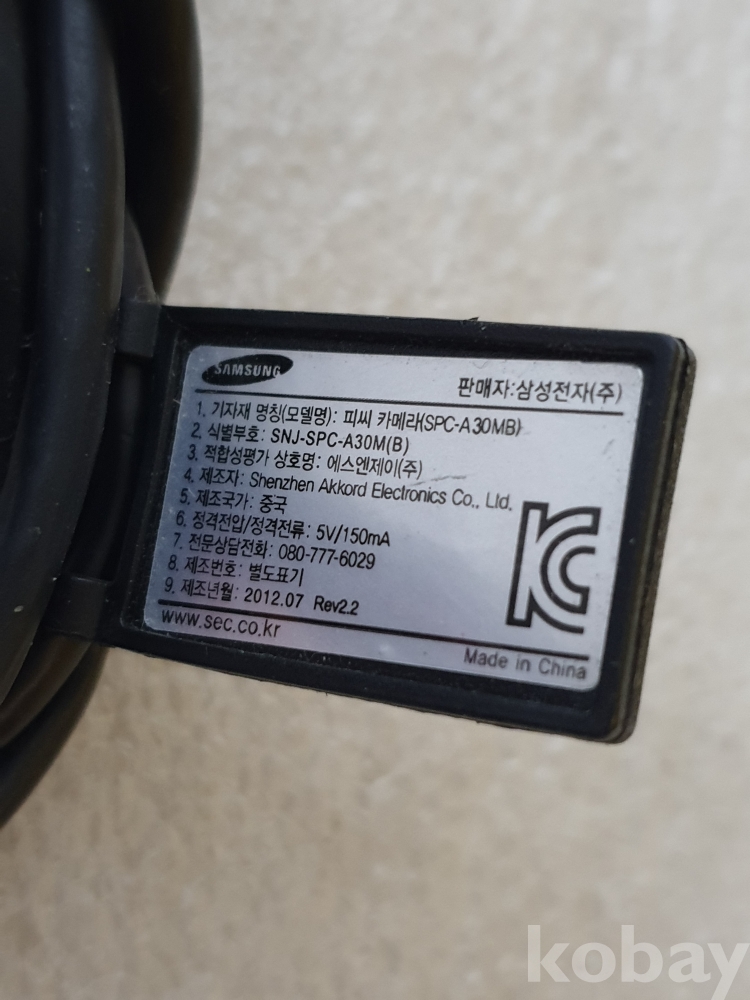 SAMSUNG
판매자:삼성전자(주)
1. 기자재 명칭(모델명): 피씨 카메라(SPC-A30MB)
2. 식별부호: SNJ-SPC-A30M(B)
3. 적합성평가 상호명: 에스엔제이(주)
4. 제조자: Shenzhen Akkord Electronics Co., Ltd.
5. 제조국가: 중국
6. 정격전압/정격전류: 5V/150mA
7. 전문상담전화: 080-777-6029
8. 제조번호: 별도표기
9. 제조년월: 2012.07 Rev2.2
www.sec.co.kr
Made in China
kobay